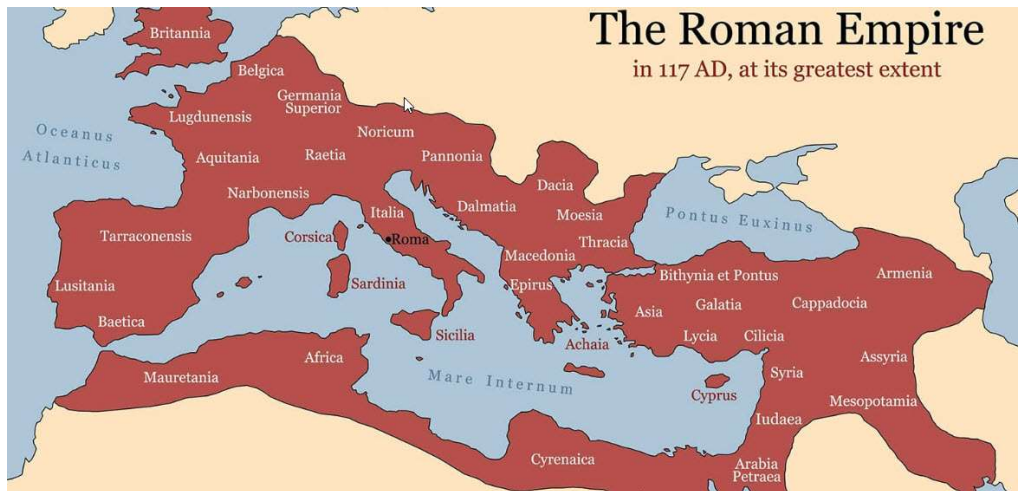 The Roman Empire
in 117 AD, at its greatest extent
Britannia
Belgica
Germania
Superior
Lugdunensis
Noricum
Oceanus
Atlanticus
Aquitania
Raetia
Pannonia
Dacia
Narbonensis
Italia
Dalmatia
Moesia
Pontus Euxinus
Tarraconensis
Corsica
Roma
Thracia
Macedonia
Bithynia et Pontus
Armenia
Lusitania
Sardinia
Epirus
Asia
Galatia
Cappadocia
Baetica
Sicilia
Achaia
Lycia
Cilicia
Africa
Assyria
Mauretania
Mare Internum
Syria
Cyprus
Mesopotamia
Iudaea
Cyrenaica
Arabia
Petraea